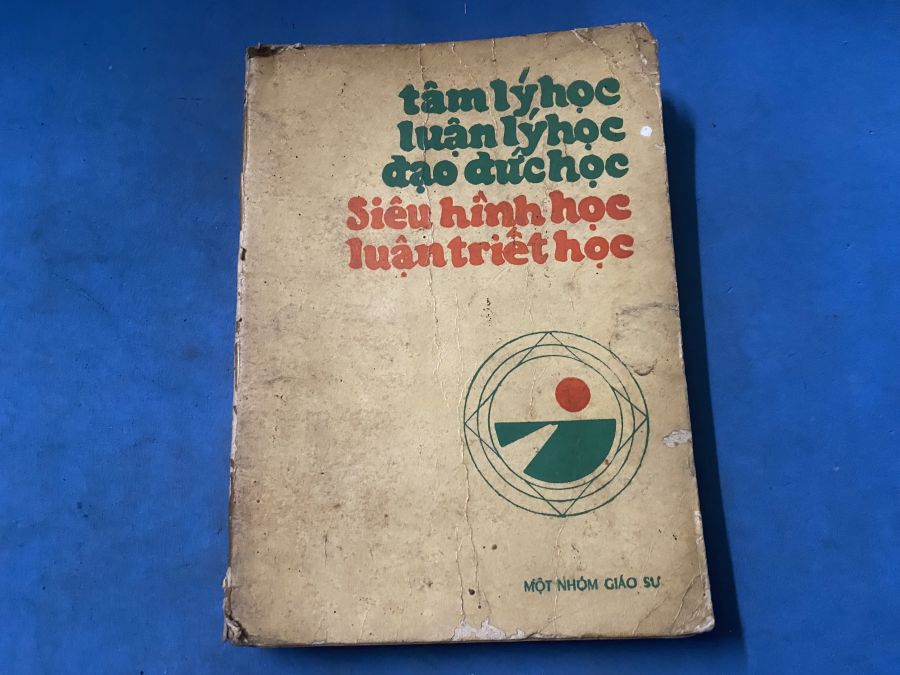 tâm lý học
luận lý học
đạo đức học
Siêu hình học
luận triết học
MỘT NHÓM GIÁO SƯ